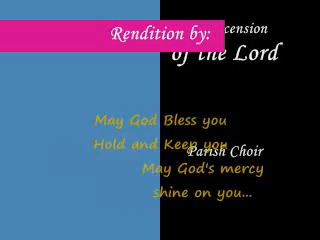 Rendition by:
cension
of the Lord
May God Bless you
Hold and Keep you
Parish Choir
May God's mercy
shine on you...